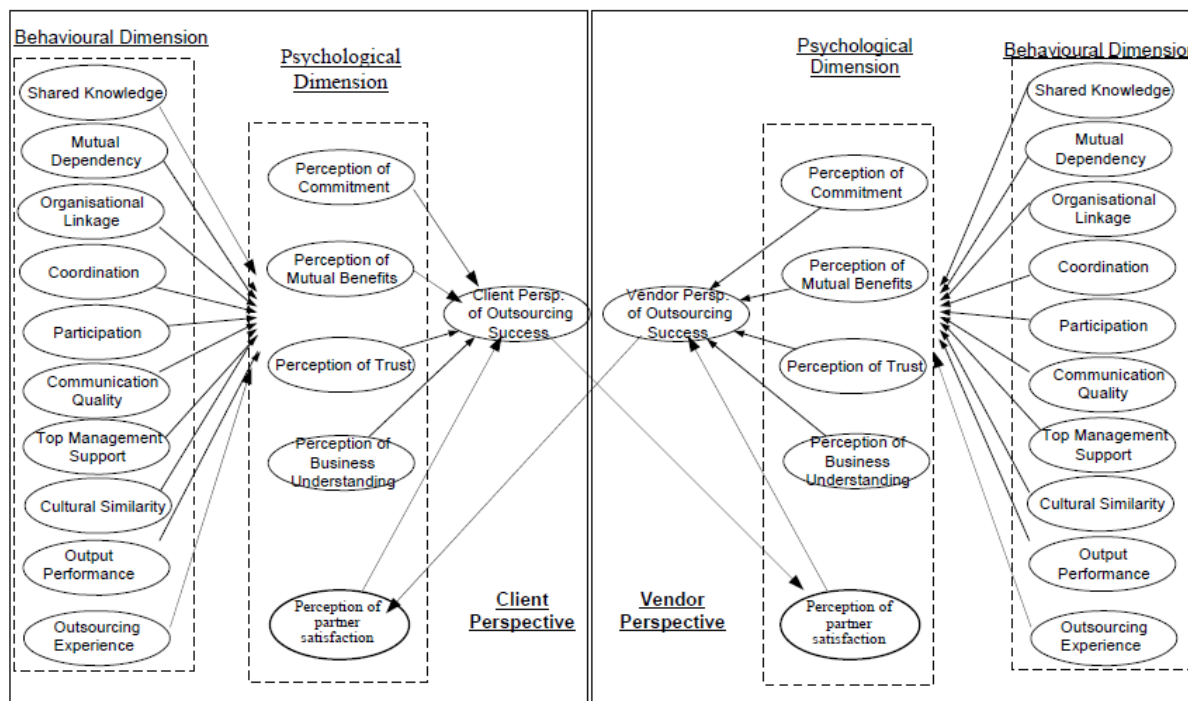 Behavioural Dimension
Shared Knowledge
Mutual
Dependency
Organisational
Linkage
Coordination
Participation
Communication
Quality
Top Management
Support
Cultural Similarity
Output
Performance
Outsourcing
Experience
Psychological
Dimension
Perception of
Commitment
Perception of
Mutual Benefits
Perception of Trust
Perception of
Business
Understanding
Perception of
partner
satisfaction
Client Persp.
of Outsourcing
Success
Client
Perspective
Vendor Persp.
of Outsourcing
Success
Vendor
Perspective
Psychological
Dimension
Perception of
Commitment
Perception of
Mutual Benefits
Perception of Trust
Perception of
Business
Understanding
Perception of
partner
satisfaction
Behavioural Dimension
Shared Knowledge
Mutual
Dependency
Organisational
Linkage
Coordination
Participation
Communication
Quality
Top Management
Support
Cultural Similarity
Output
Performance
Outsourcing
Experience